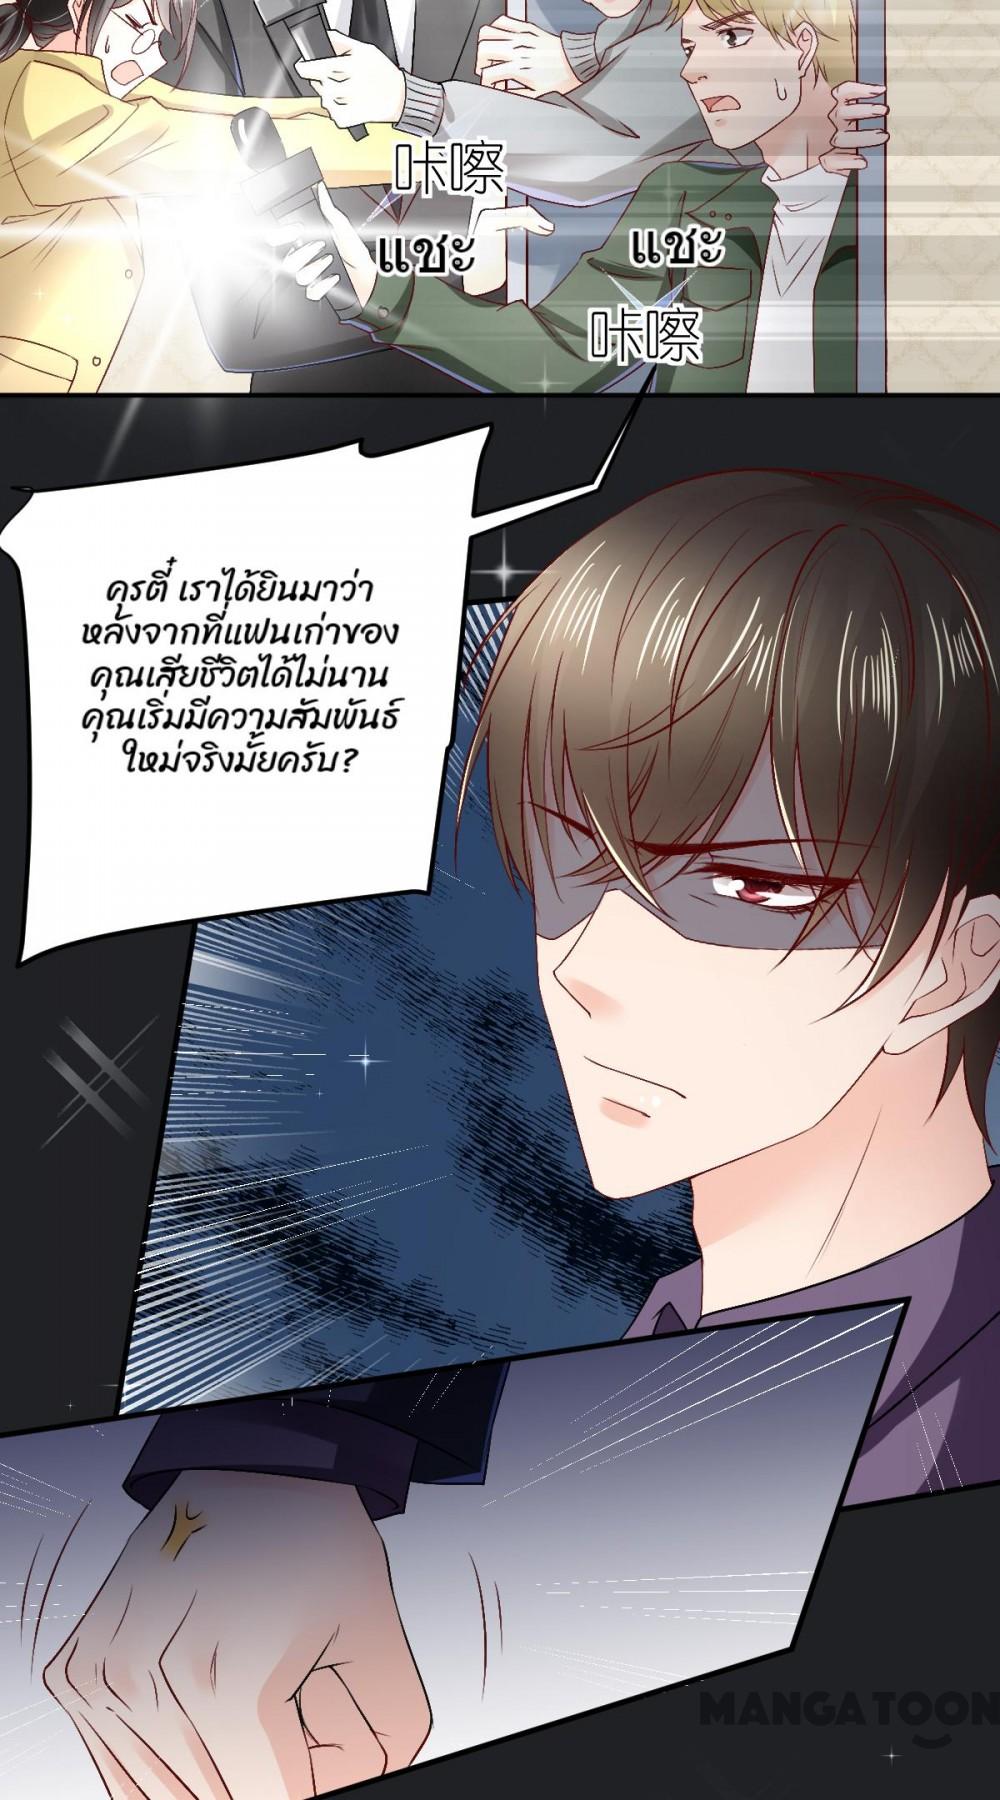 咔嚓
แชะ
แชะ
咔嚓
คุรตี๋ เราได้ยินมาว่า
หลังจากที่แฟนเก่าของ
คุณเสียชีวิตได้ไม่นาน
คุณเริ่มมีความสัมพันธ์
ใหม่จริงมั้ยครับ?
MANGA TOON